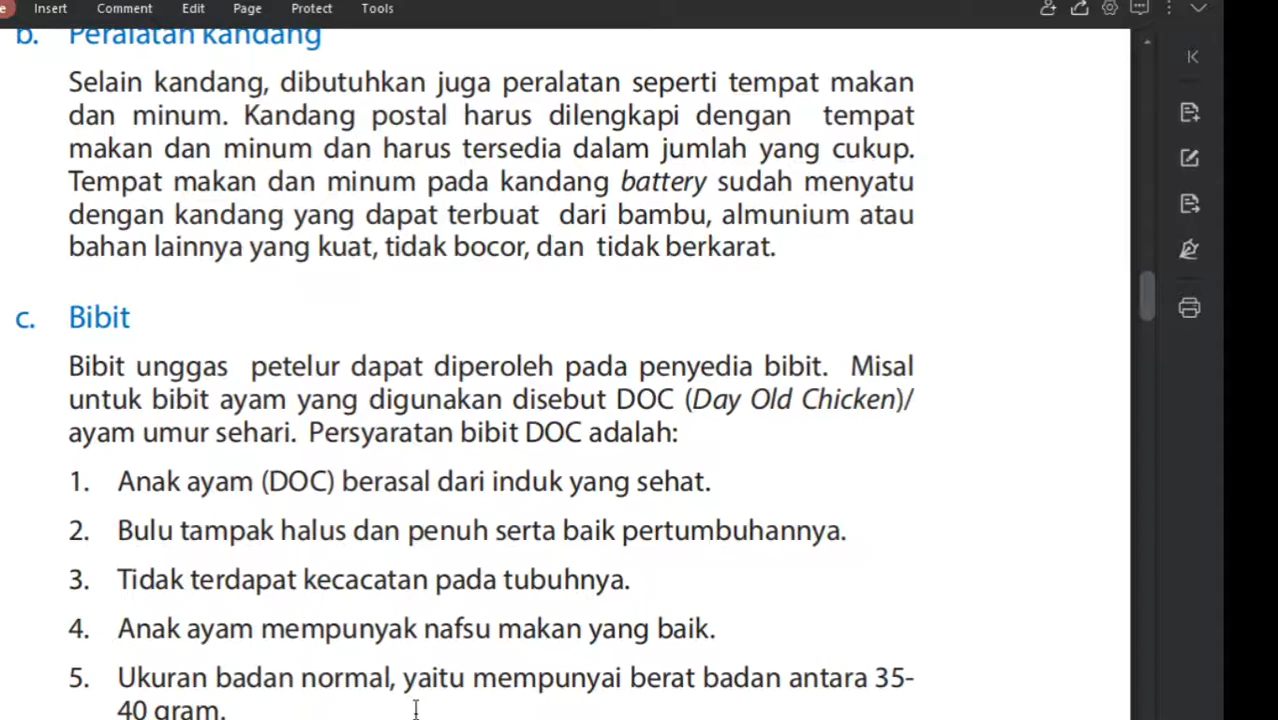 Insert Comment Edit Page Protect Tools
b. Peralatan kandang
Selain kandang, dibutuhkan juga peralatan seperti tempat makan
dan minum. Kandang postal harus dilengkapi dengan tempat
makan dan minum dan harus tersedia dalam jumlah yang cukup.
Tempat makan dan minum pada kandang battery sudah menyatu
dengan kandang yang dapat terbuat dari bambu, almunium atau
bahan lainnya yang kuat, tidak bocor, dan tidak berkarat.
c. Bibit
Bibit unggas petelur dapat diperoleh pada penyedia bibit. Misal
untuk bibit ayam yang digunakan disebut DOC (Day Old Chicken)/
ayam umur sehari. Persyaratan bibit DOC adalah:
1. Anak ayam (DOC) berasal dari induk yang sehat.
2. Bulu tampak halus dan penuh serta baik pertumbuhannya.
3. Tidak terdapat kecacatan pada tubuhnya.
4. Anak ayam mempunyak nafsu makan yang baik.
5. Ukuran badan normal, yaitu mempunyai berat badan antara 35-
40 gram.